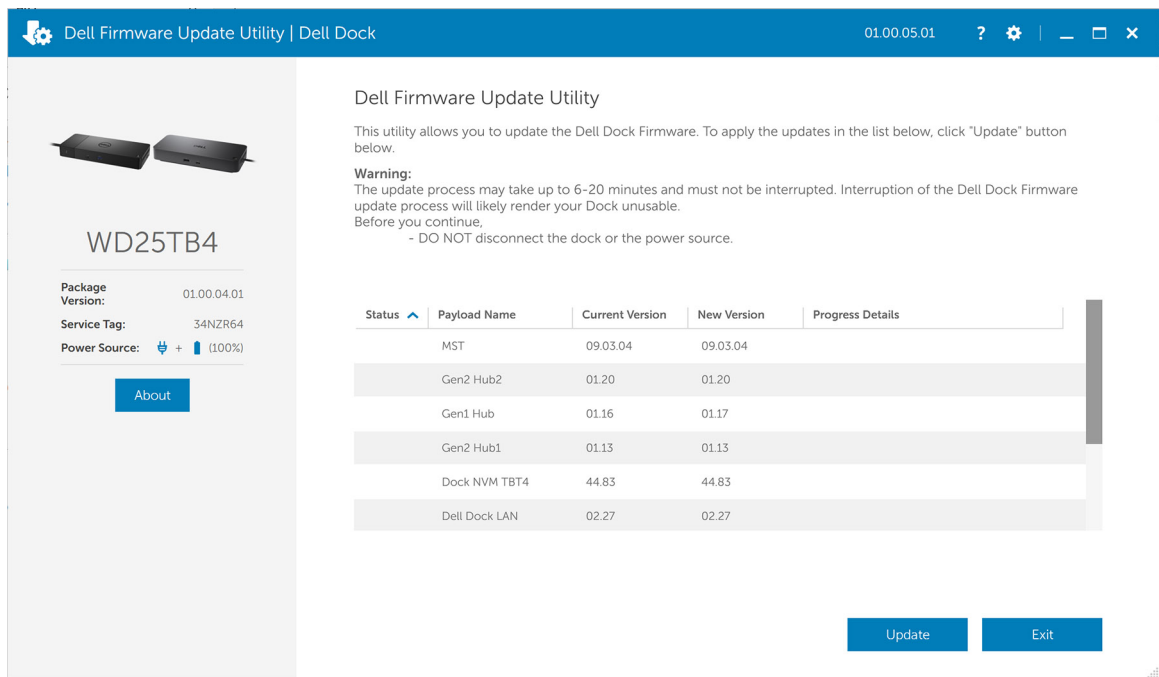 Dell Firmware Update Utility | Dell Dock
01.00.05.01
?
Dell Firmware Update Utility
This utility allows you to update the Dell Dock Firmware. To apply the updates in the list below, click "Update" button
below.
Warning:
The update process may take up to 6-20 minutes and must not be interrupted. Interruption of the Dell Dock Firmware
update process will likely render your Dock unusable.
Before you continue,
- DO NOT disconnect the dock or the power source.
WD25TB4
Package
Version: 01.00.04.01
Service Tag: 34NZR64
Power Source: + (100%)
About
Status Payload Name Current Version New Version Progress Details
MST 09.03.04 09.03.04
Gen2 Hub2 01.20 01.20
Gen1 Hub 01.16 01.17
Gen2 Hub1 01.13 01.13
Dock NVM TBT4 44.83 44.83
Dell Dock LAN 02.27 02.27
Update Exit